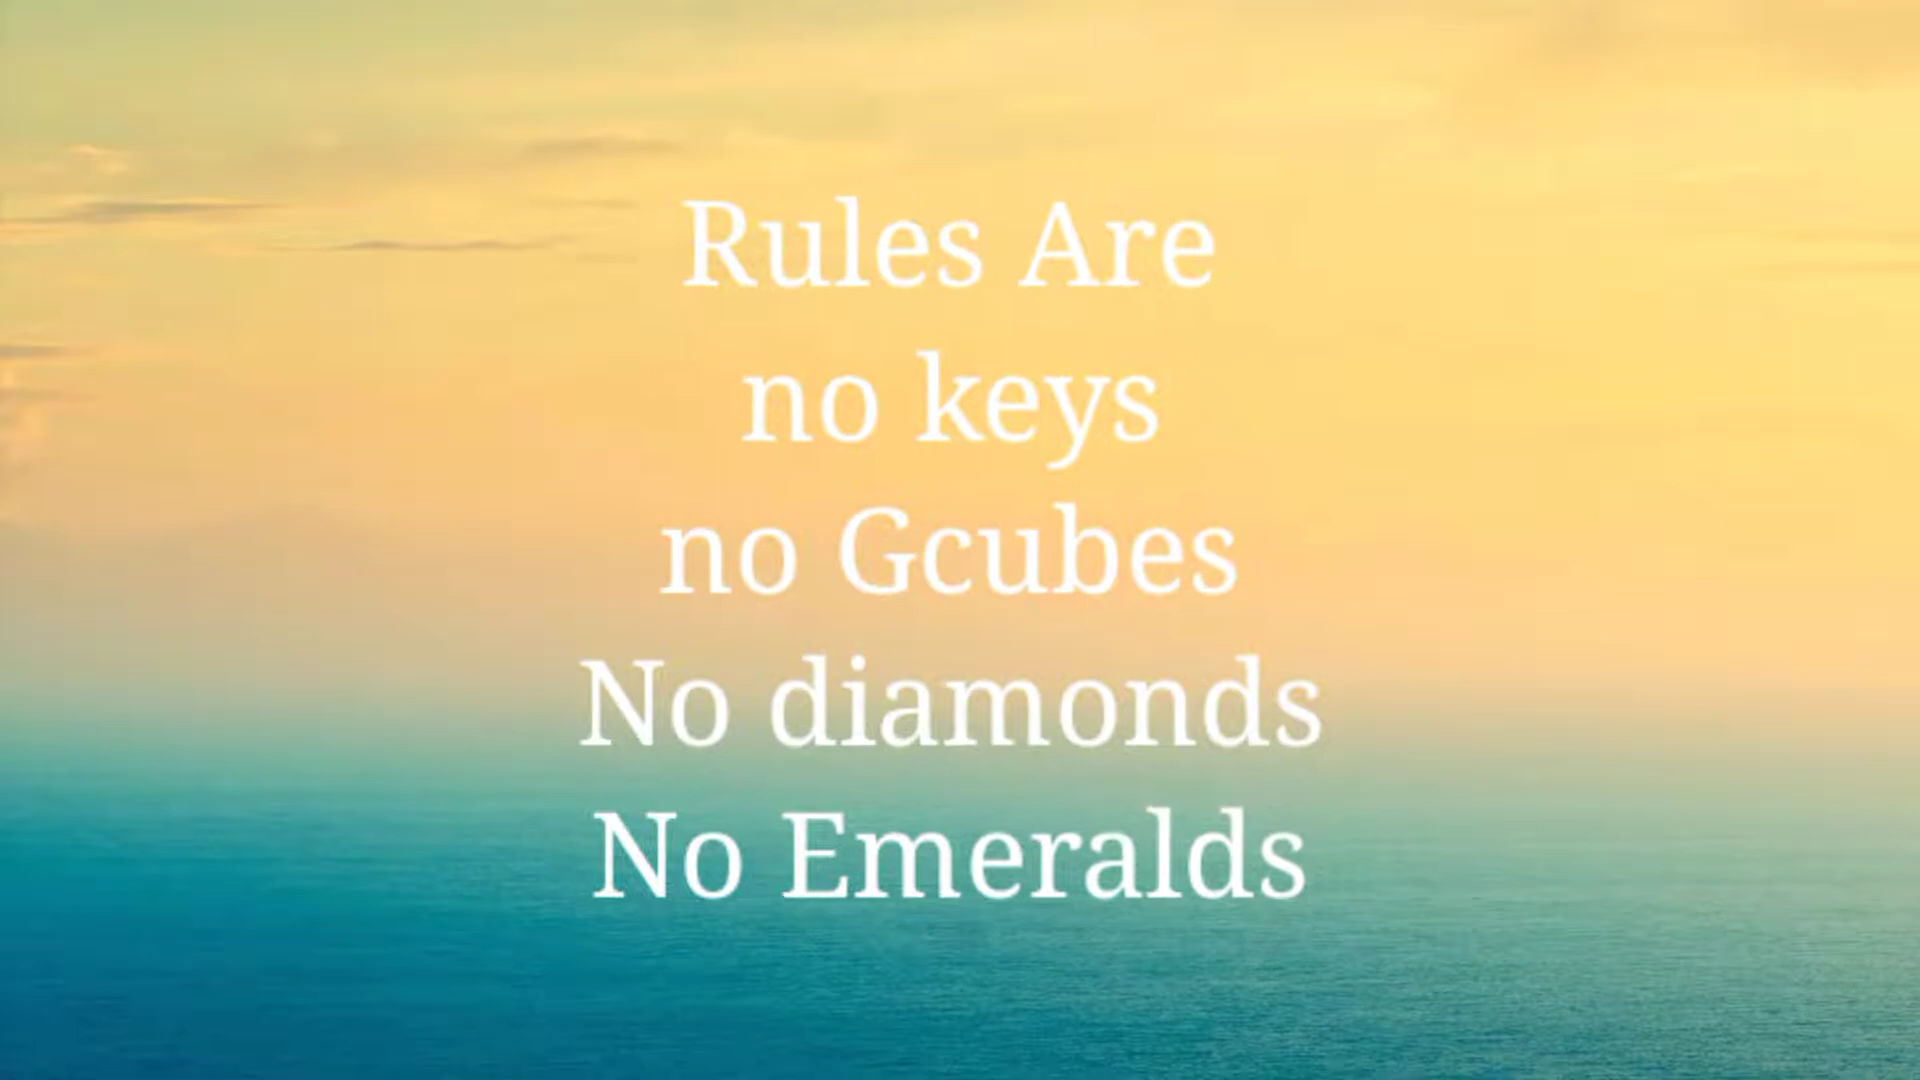 Rules Are
no keys
no Gcubes
No diamonds
No Emeralds